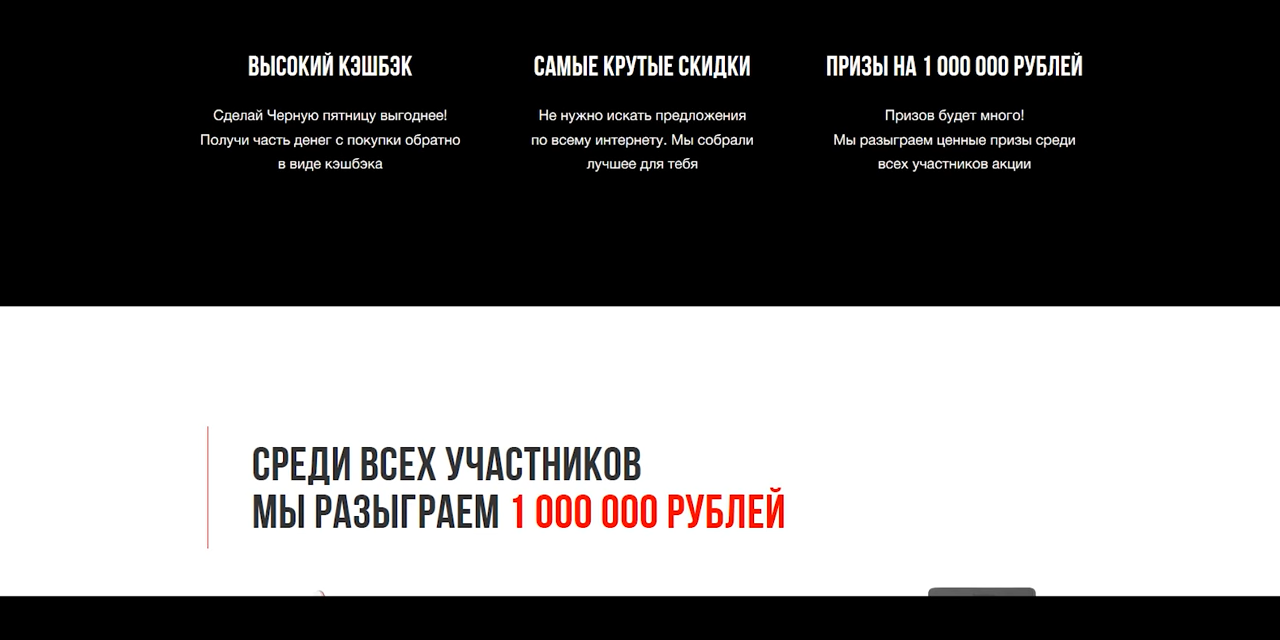 ВЫСОКИЙ КЭШБЭК
Сделай Черную пятницу выгоднее!
Получи часть денег с покупки обратно
в виде кэшбэка
САМЫЕ КРУТЫЕ СКИДКИ
Не нужно искать предложения
по всему интернету. Мы собрали
лучшее для тебя
ПРИЗЫ НА 1 000 000 РУБЛЕЙ
Призов будет много!
Мы разыграем ценные призы среди
всех участников акции
СРЕДИ ВСЕХ УЧАСТНИКОВ
МЫ РАЗЫГРАЕМ 1 000 000 РУБЛЕЙ